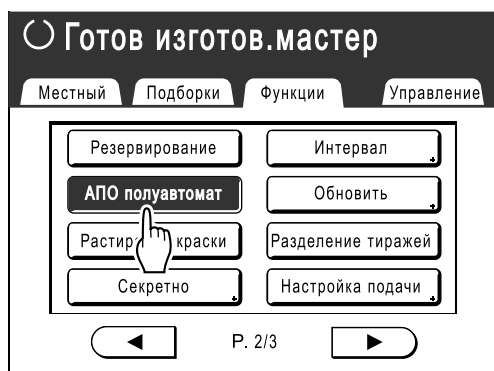 Готов изготов.мастер
Местный Подборки Функции Управление
Резервирование Интервал
АПО полуавтомат Обновить
краски Разделение тиражей
Секретно Настройка подачи
P. 2/3